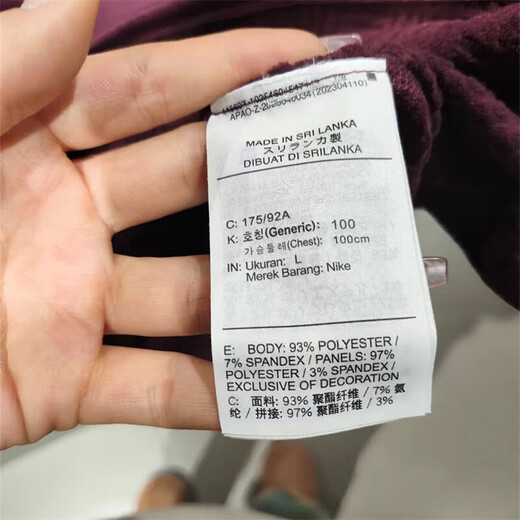 APAO-Z-2026040034(202304110)
MADE IN SRI LANKA
スリランカ製
DIBUAT DI SRILANKA
C: 175/92A
K: 호칭(Generic): 100
가슴둘레(Chest): 100cm
IN: Ukuran: L
Merek Barang: Nike
E: BODY: 93% POLYESTER /
7% SPANDEX / PANELS: 97%
POLYESTER / 3% SPANDEX /
EXCLUSIVE OF DECORATION
C: 面料: 93% 聚酯纤维 / 7% 氨
纶 / 拼接: 97% 聚酯纤维 / 3%